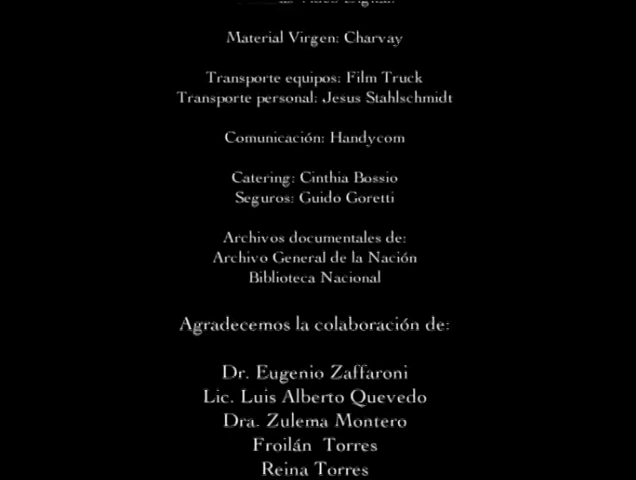 Material Virgen: Charvay
Transporte equipos: Film Truck
Transporte personal: Jesus Stahlschmidt
Comunicación: Handycom
Catering: Cinthia Bossio
Seguros: Guido Goretti
Archivos documentales de:
Archivo General de la Nación
Biblioteca Nacional
Agradecemos la colaboración de:
Dr. Eugenio Zaffaroni
Lic. Luis Alberto Quevedo
Dra. Zulema Montero
Froilán Torres
Reina Torres